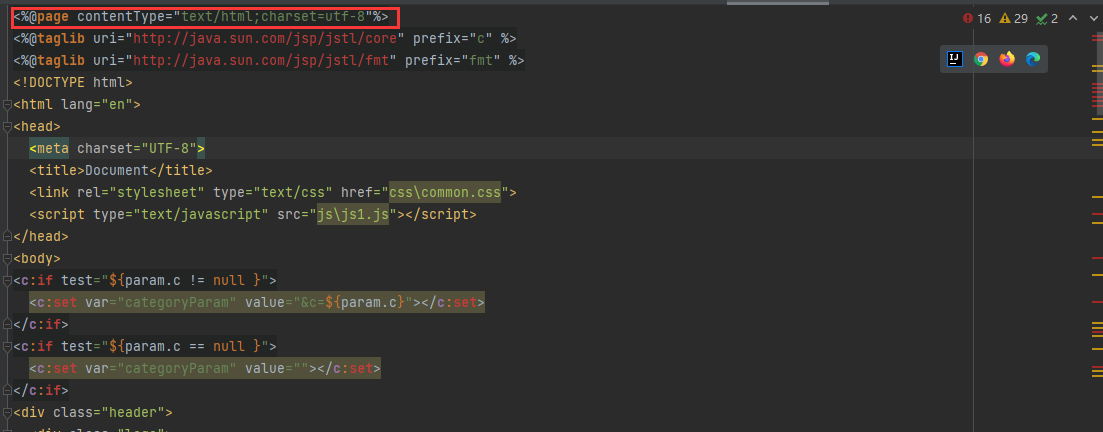 <%@page contentType="text/html;charset=utf-8"%>
16 29 2
<%@taglib uri="http://java.sun.com/jsp/jstl/core" prefix="c" %>
<%@taglib uri="http://java.sun.com/jsp/jstl/fmt" prefix="fmt" %>
<!DOCTYPE html>
<html lang="en">
<head>
<meta charset="UTF-8">
<title>Document</title>
<link rel="stylesheet" type="text/css" href="css\common.css">
<script type="text/javascript" src="js\js1.js"></script>
</head>
<body>
<c:if test="${param.c != null }">
<c:set var="categoryParam" value="&c=${param.c}"></c:set>
</c:if>
<c:if test="${param.c == null }">
<c:set var="categoryParam" value=""></c:set>
</c:if>
<div class="header">
<div class="logo">